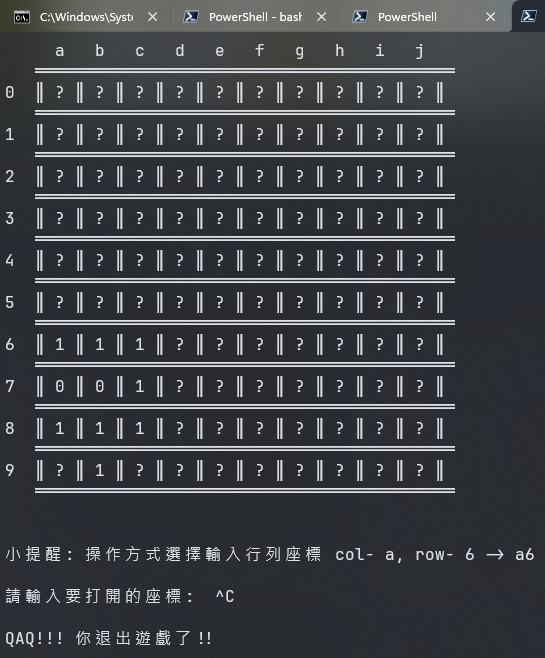 C:\Windows\Syst
PowerShell - bash
PowerShell
a b c d e f g h i j
0 ║ ? ║ ? ║ ? ║ ? ║ ? ║ ? ║ ? ║ ? ║ ? ║ ? ║
1 ║ ? ║ ? ║ ? ║ ? ║ ? ║ ? ║ ? ║ ? ║ ? ║ ? ║
2 ║ ? ║ ? ║ ? ║ ? ║ ? ║ ? ║ ? ║ ? ║ ? ║ ? ║
3 ║ ? ║ ? ║ ? ║ ? ║ ? ║ ? ║ ? ║ ? ║ ? ║ ? ║
4 ║ ? ║ ? ║ ? ║ ? ║ ? ║ ? ║ ? ║ ? ║ ? ║ ? ║
5 ║ ? ║ ? ║ ? ║ ? ║ ? ║ ? ║ ? ║ ? ║ ? ║ ? ║
6 ║ 1 ║ 1 ║ 1 ║ ? ║ ? ║ ? ║ ? ║ ? ║ ? ║ ? ║
7 ║ 0 ║ 0 ║ 1 ║ ? ║ ? ║ ? ║ ? ║ ? ║ ? ║ ? ║
8 ║ 1 ║ 1 ║ 1 ║ ? ║ ? ║ ? ║ ? ║ ? ║ ? ║ ? ║
9 ║ ? ║ 1 ║ ? ║ ? ║ ? ║ ? ║ ? ║ ? ║ ? ║ ? ║
小提醒: 操作方式選擇輸入行列座標 col- a, row- 6 -> a6
請輸入要打開的座標: ^C
QAQ!!! 你退出遊戲了!!